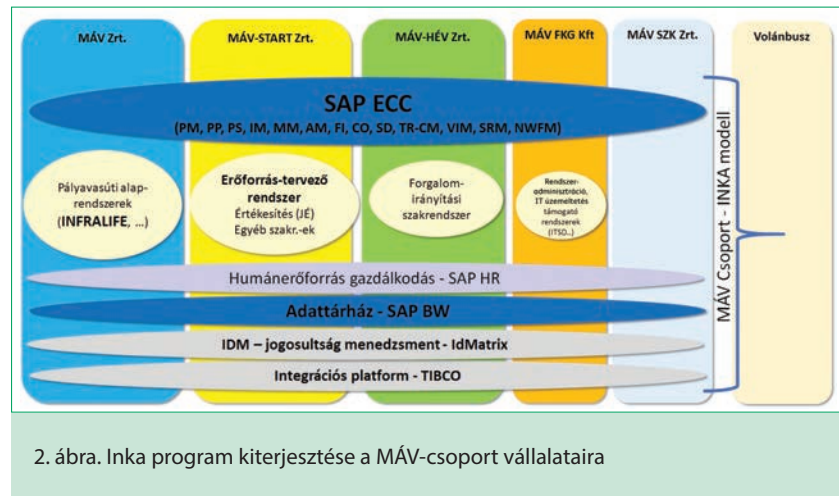 MÁV Zrt.
MÁV-START Zrt.
MÁV-HÉV Zrt.
MÁV FKG Kft
MÁV SZK Zrt.
Volánbusz
SAP ECC
(PM, PP, PS, IM, MM, AM, FI, CO, SD, TR-CM, VIM, SRM, NWFM)
Pályavasúti alap-
rendszerek
(INFRALIFE, ...)
Erőforrás-tervező
rendszer
Értékesítés (JÉ)
Egyéb szakr.-ek
Forgalom-
irányítási
szakrendszer
Rendszer-
adminisztráció,
IT üzemeltetés
támogató
rendszerek
(ITSD...)
Humánerőforrás gazdálkodás - SAP HR
Adattárház - SAP BW
IDM – jogosultság menedzsment - IdMatrix
Integrációs platform - TIBCO
MÁV Csoport - INKA modell
2. ábra. Inka program kiterjesztése a MÁV-csoport vállalataira